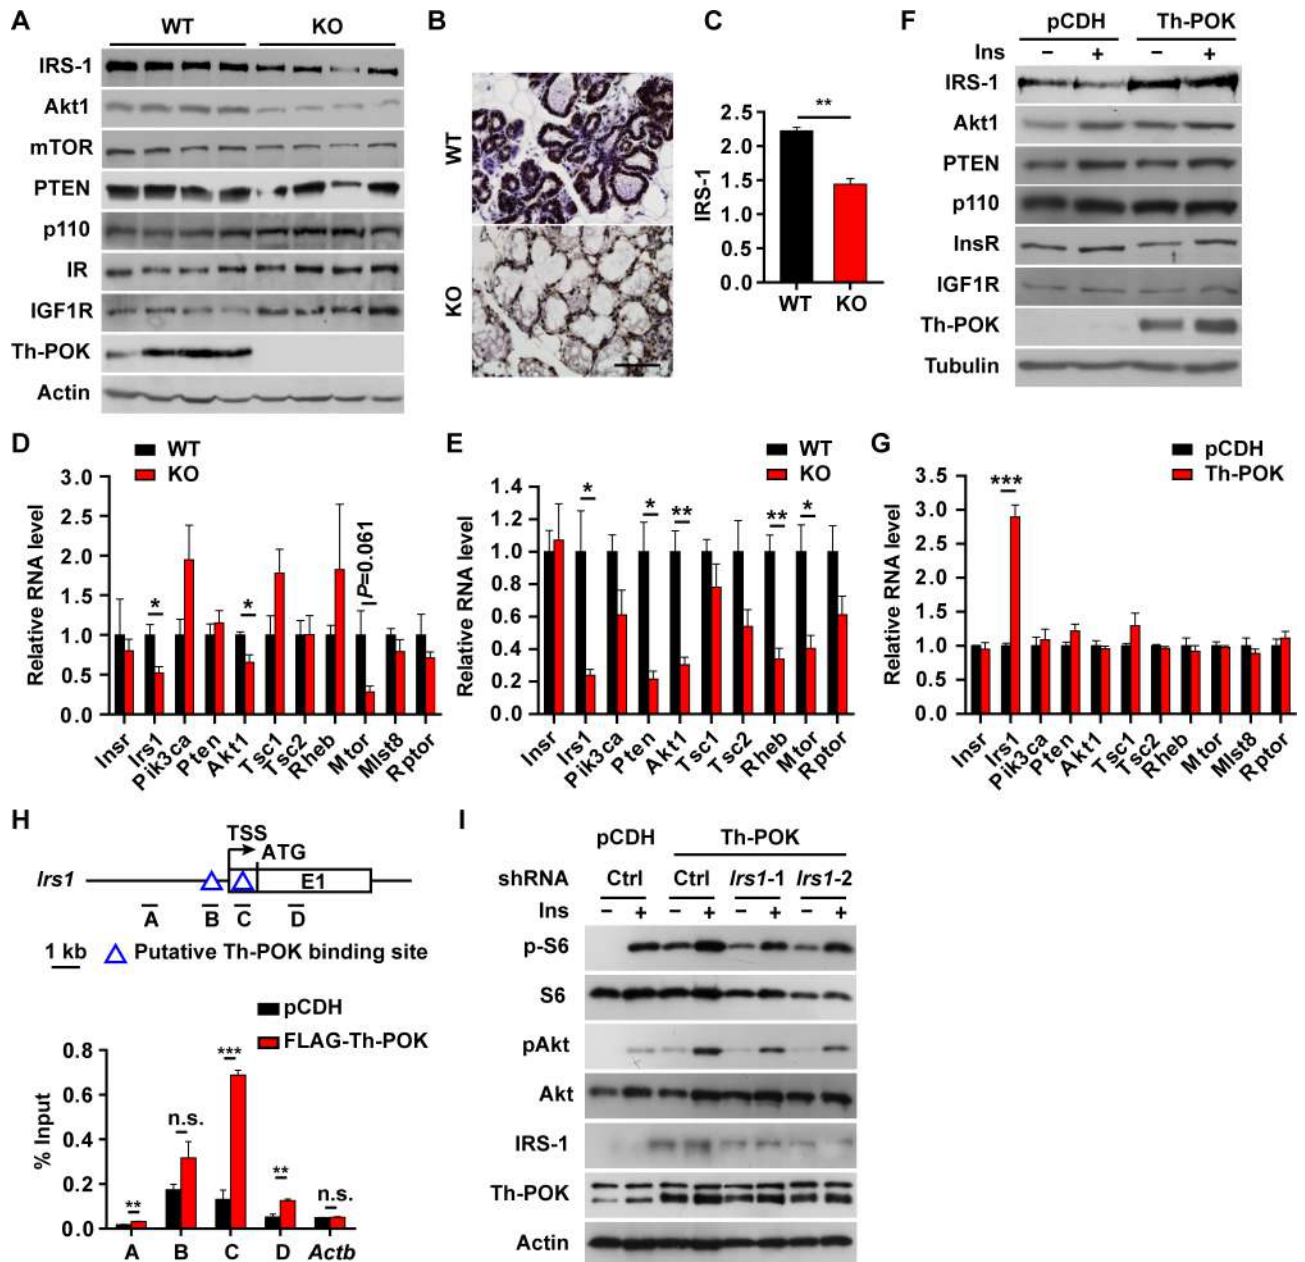 A
WT KO
IRS-1
Akt1
mTOR
PTEN
p110
IR
IGF1R
Th-POK
Actin
B
WT
KO
C
IRS-1
2.5
2.0
1.5
1.0
0.5
0.0
**
WT KO
F
pCDH Th-POK
Ins − + − +
IRS-1
Akt1
PTEN
p110
InsR
IGF1R
Th-POK
Tubulin
D
WT
KO
Relative RNA level
3.0
2.5
2.0
1.5
1.0
0.5
0.0
* * P=0.061
Insr Irs1 Pik3ca Pten Akt1 Tsc1 Tsc2 Rheb Mtor Mlst8 Rptor
E
WT
KO
Relative RNA level
1.4
1.2
1.0
0.8
0.6
0.4
0.2
0.0
* * ** ** *
Insr Irs1 Pik3ca Pten Akt1 Tsc1 Tsc2 Rheb Mtor Rptor
G
pCDH
Th-POK
Relative RNA level
3.5
3.0
2.5
2.0
1.5
1.0
0.5
0.0
***
Insr Irs1 Pik3ca Pten Akt1 Tsc1 Tsc2 Rheb Mtor Mlst8 Rptor
H
TSS
ATG
Irs1 E1
A B C D
1 kb Putative Th-POK binding site
pCDH
FLAG-Th-POK
% Input
0.8
0.6
0.4
0.2
0.0
** n.s. *** ** n.s.
A B C D Actb
I
pCDH Th-POK
shRNA Ctrl Ctrl Irs1-1 Irs1-2
Ins − + − + − + − +
p-S6
S6
pAkt
Akt
IRS-1
Th-POK
Actin